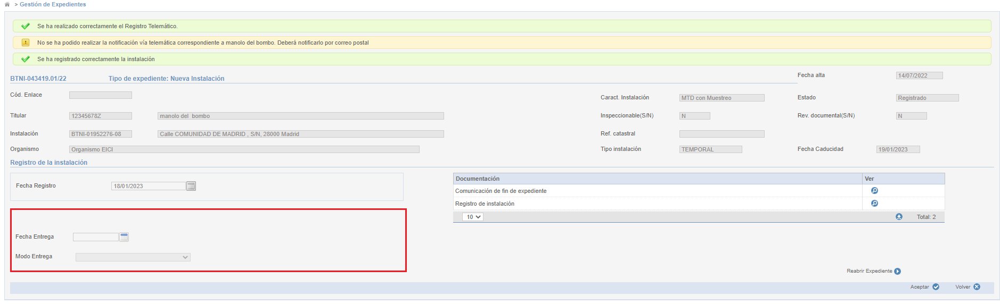 > Gestión de Expedientes
Se ha realizado correctamente el Registro Telemático.
No se ha podido realizar la notificación vía telemática correspondiente a manolo del bombo. Deberá notificarlo por correo postal
Se ha registrado correctamente la instalación
BTNI-043419.01/22 Tipo de expediente: Nueva Instalación Fecha alta 14/07/2022
Cód. Enlace Caract. Instalación MTD con Muestreo Estado Registrado
Titular 12345678Z manolo del bombo Inspeccionable(S/N) N Rev. documental(S/N) N
Instalación BTNI-01952276-08 Calle COMUNIDAD DE MADRID , S/N, 28000 Madrid Ref. catastral
Organismo Organismo EICI Tipo instalación TEMPORAL Fecha Caducidad 19/01/2023
Registro de la instalación
Fecha Registro 18/01/2023
Documentación Ver
Comunicación de fin de expediente
Registro de instalación
10 Total: 2
Fecha Entrega
Modo Entrega
Reabrir Expediente
Aceptar Volver